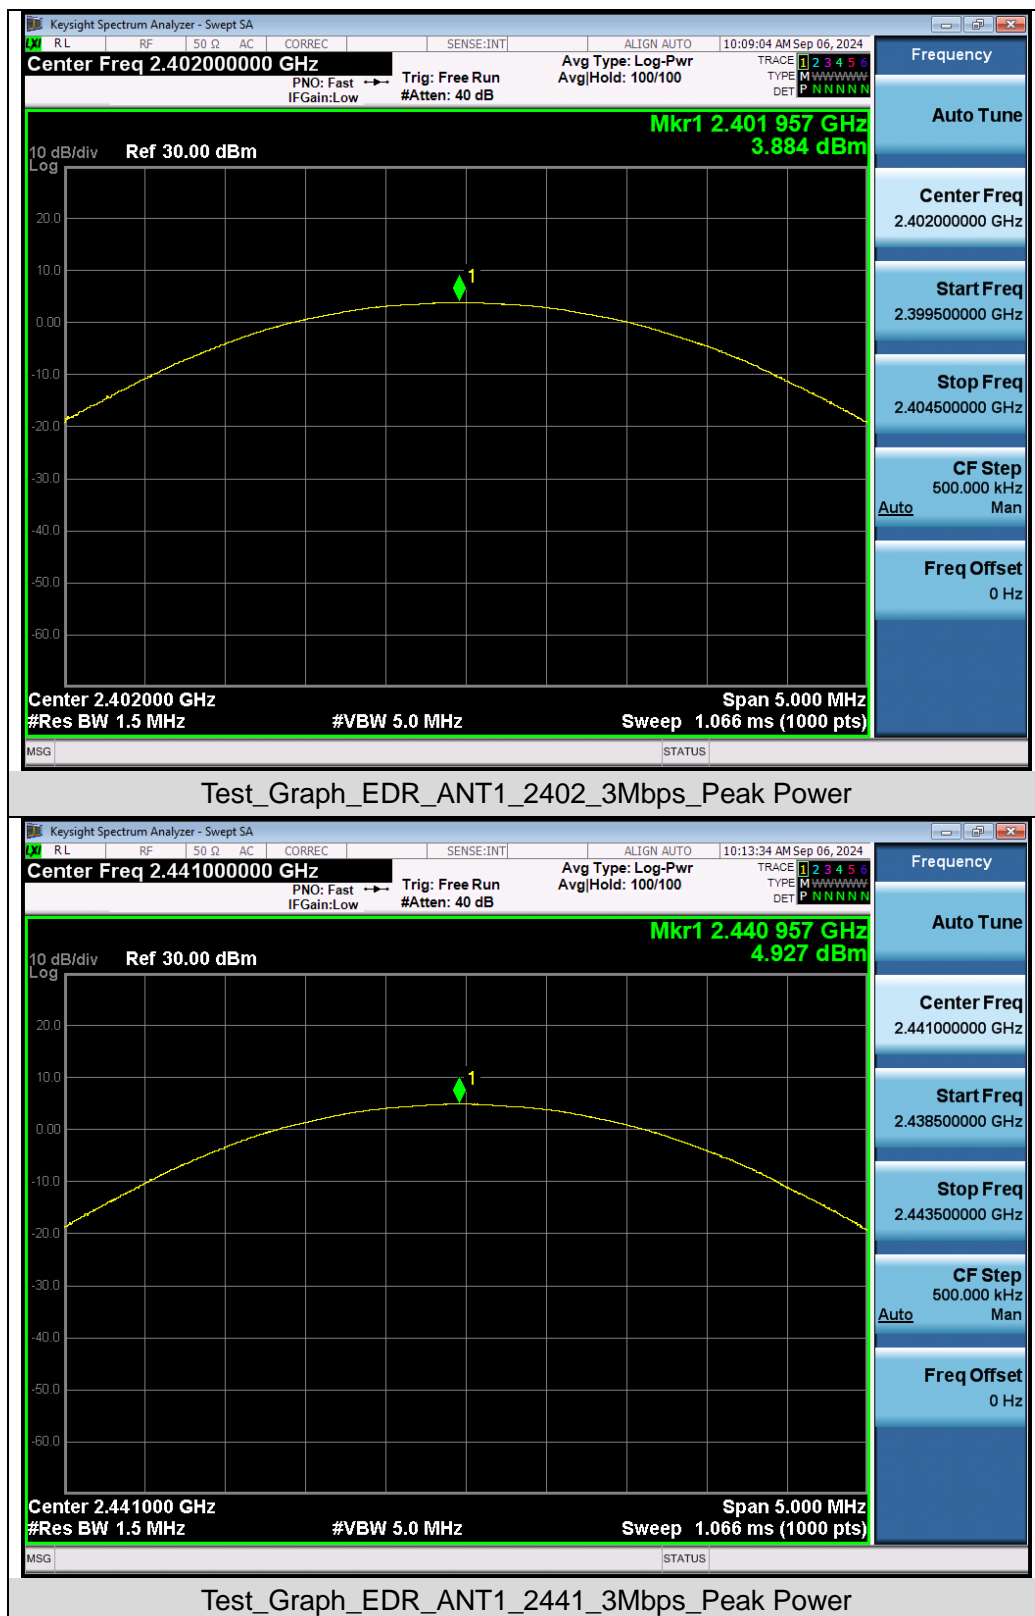 Keysight Spectrum Analyzer - Swept SA
LXI RL RF 50 Ω AC CORREC SENSE:INT ALIGN AUTO 10:09:04 AM Sep 06, 2024
Center Freq 2.402000000 GHz Avg Type: Log-Pwr TRACE 1 2 3 4 5 6
PNO: Fast Trig: Free Run Avg|Hold: 100/100 TYPE M WWWWW
IFGain:Low #Atten: 40 dB DET P N N N N N
Mkr1 2.401 957 GHz
3.884 dBm
10 dB/div Ref 30.00 dBm
Log
20.0
10.0
0.00
-10.0
-20.0
-30.0
-40.0
-50.0
-60.0
1
Center 2.402000 GHz Span 5.000 MHz
#Res BW 1.5 MHz #VBW 5.0 MHz Sweep 1.066 ms (1000 pts)
MSG STATUS
Frequency
Auto Tune
Center Freq
2.402000000 GHz
Start Freq
2.399500000 GHz
Stop Freq
2.404500000 GHz
CF Step
500.000 kHz
Auto Man
Freq Offset
0 Hz
Test_Graph_EDR_ANT1_2402_3Mbps_Peak Power
Keysight Spectrum Analyzer - Swept SA
LXI RL RF 50 Ω AC CORREC SENSE:INT ALIGN AUTO 10:13:34 AM Sep 06, 2024
Center Freq 2.441000000 GHz Avg Type: Log-Pwr TRACE 1 2 3 4 5 6
PNO: Fast Trig: Free Run Avg|Hold: 100/100 TYPE M WWWWW
IFGain:Low #Atten: 40 dB DET P N N N N N
Mkr1 2.440 957 GHz
4.927 dBm
10 dB/div Ref 30.00 dBm
Log
20.0
10.0
0.00
-10.0
-20.0
-30.0
-40.0
-50.0
-60.0
1
Center 2.441000 GHz Span 5.000 MHz
#Res BW 1.5 MHz #VBW 5.0 MHz Sweep 1.066 ms (1000 pts)
MSG STATUS
Frequency
Auto Tune
Center Freq
2.441000000 GHz
Start Freq
2.438500000 GHz
Stop Freq
2.443500000 GHz
CF Step
500.000 kHz
Auto Man
Freq Offset
0 Hz
Test_Graph_EDR_ANT1_2441_3Mbps_Peak Power